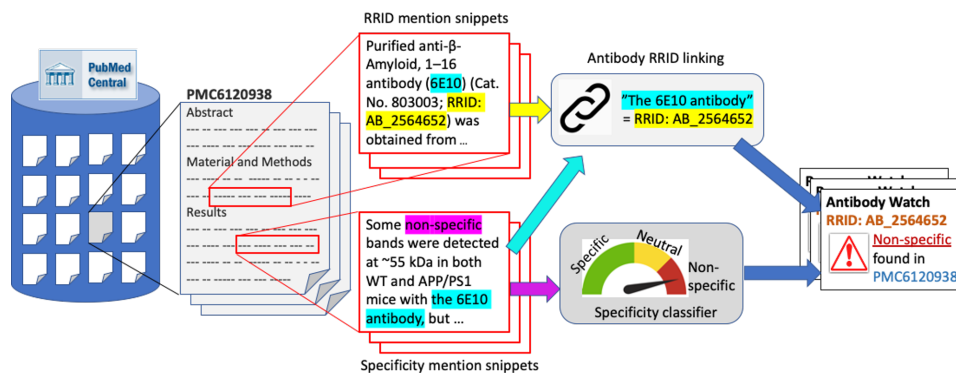 PubMed
Central
PMC6120938
Abstract
Material and Methods
Results
RRID mention snippets
Purified anti-β-
Amyloid, 1–16
antibody (6E10) (Cat.
No. 803003; RRID:
AB_2564652) was
obtained from ...
Some non-specific
bands were detected
at ~55 kDa in both
WT and APP/PS1
mice with the 6E10
antibody, but ...
Specificity mention snippets
Antibody RRID linking
"The 6E10 antibody"
= RRID: AB_2564652
Specific
Neutral
Non-
specific
Specificity classifier
Antibody Watch
RRID: AB_2564652
Non-specific
found in
PMC6120938